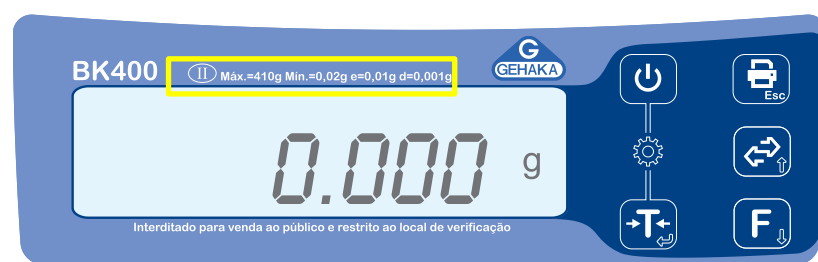 G
GEHAKA
BK400
II Máx.=410g Mín.=0,02g e=0,01g d=0,001g
Esc
0.000 g
Interditado para venda ao público e restrito ao local de verificação
T
F